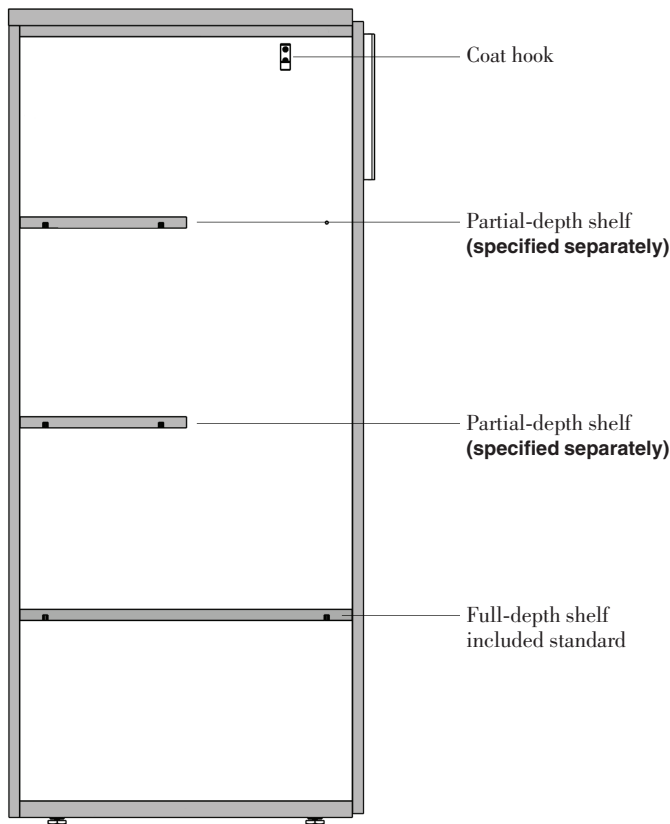 Coat hook
Partial-depth shelf
(specified separately)
Partial-depth shelf
(specified separately)
Full-depth shelf
included standard